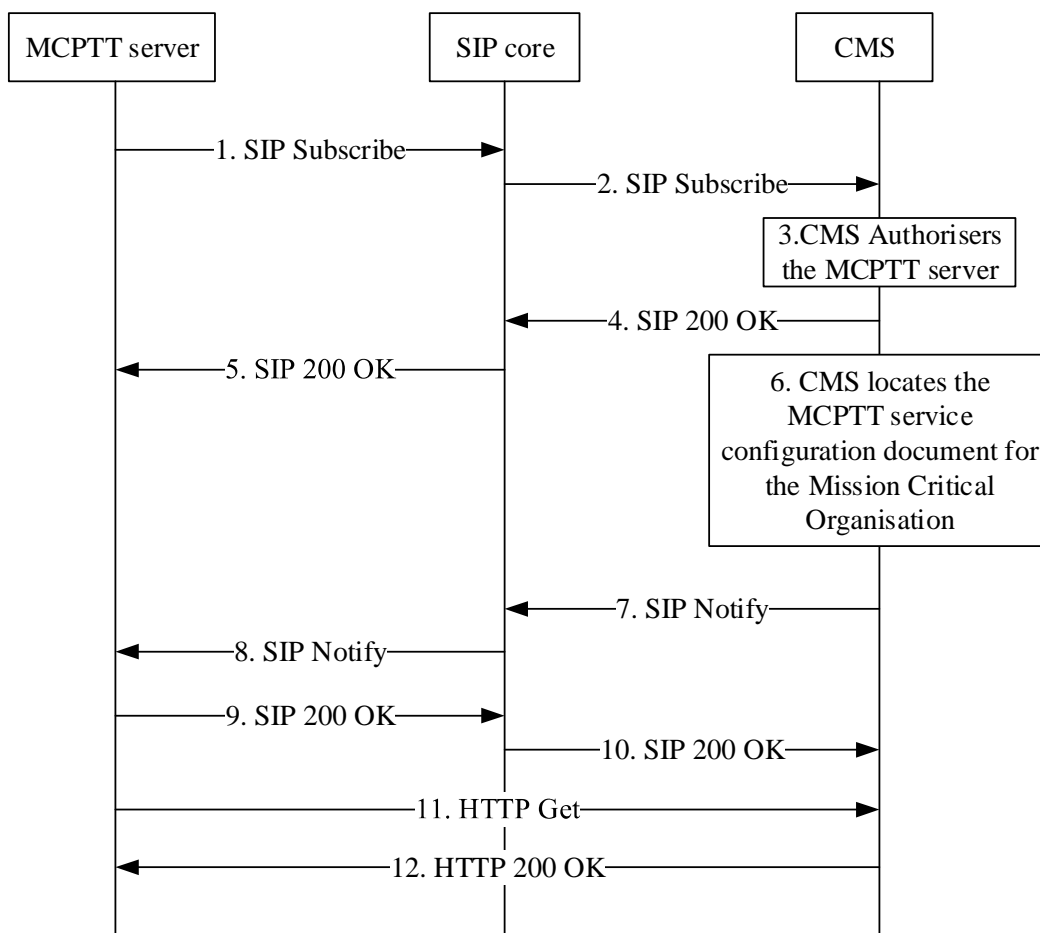 MCPTT server
SIP core
CMS
1. SIP Subscribe
2. SIP Subscribe
3.CMS Authorisers
the MCPTT server
4. SIP 200 OK
5. SIP 200 OK
6. CMS locates the
MCPTT service
configuration document for
the Mission Critical
Organisation
7. SIP Notify
8. SIP Notify
9. SIP 200 OK
10. SIP 200 OK
11. HTTP Get
12. HTTP 200 OK